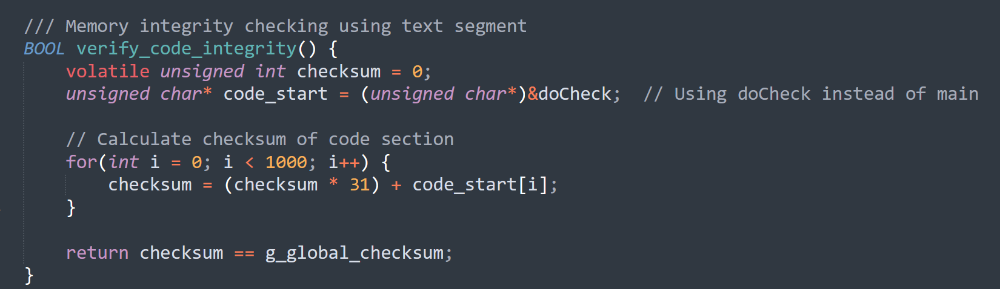 /// Memory integrity checking using text segment
BOOL verify_code_integrity() {
    volatile unsigned int checksum = 0;
    unsigned char* code_start = (unsigned char*)&doCheck;  // Using doCheck instead of main

    // Calculate checksum of code section
    for(int i = 0; i < 1000; i++) {
        checksum = (checksum * 31) + code_start[i];
    }

    return checksum == g_global_checksum;
}